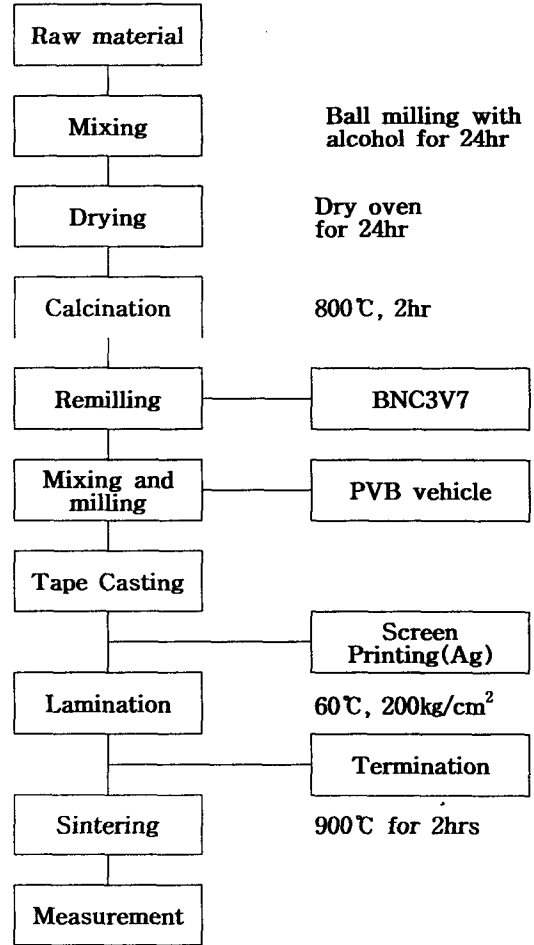 Raw material
Mixing
Ball milling with
alcohol for 24hr
Drying
Dry oven
for 24hr
Calcination
800℃, 2hr
Remilling
BNC3V7
Mixing and
milling
PVB vehicle
Tape Casting
Screen
Printing(Ag)
Lamination
60℃, 200kg/cm²
Termination
Sintering
900℃ for 2hrs
Measurement